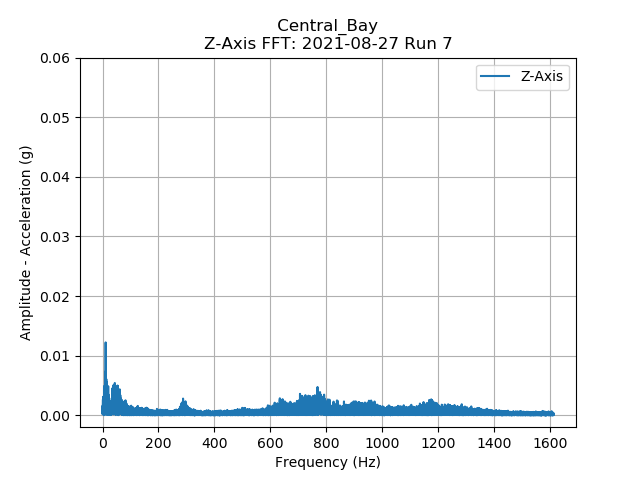 Central_Bay
Z-Axis FFT: 2021-08-27 Run 7
Z-Axis
0.06
0.05
0.04
0.03
0.02
0.01
0.00
Amplitude - Acceleration (g)
0 200 400 600 800 1000 1200 1400 1600
Frequency (Hz)